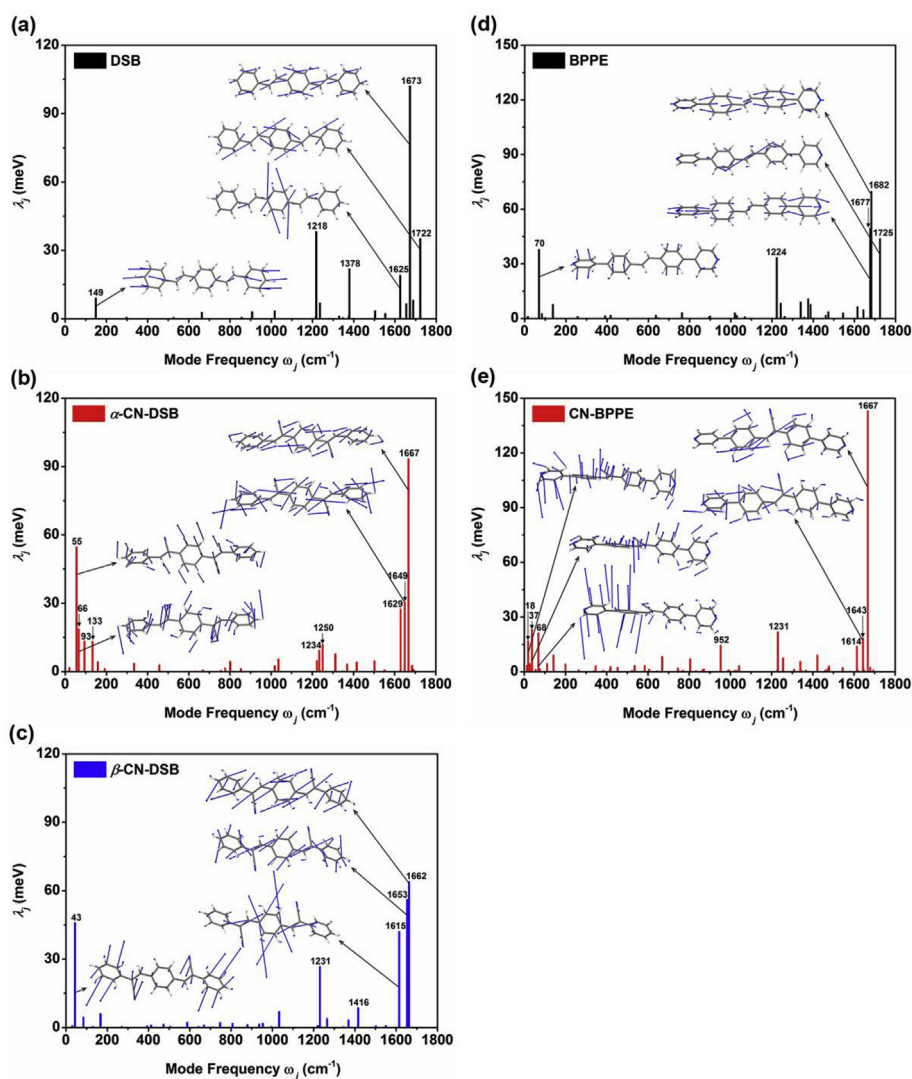 (a)
120
90
60
30
0
λj (meV)
DSB
1673
1722
1218
1378
1625
149
0 200 400 600 800 1000 1200 1400 1600 1800
Mode Frequency ωj (cm-1)
(d)
150
120
90
60
30
0
λj (meV)
BPPE
1682
1677
1725
70
1224
0 200 400 600 800 1000 1200 1400 1600 1800
Mode Frequency ωj (cm-1)
(b)
120
90
60
30
0
λj (meV)
α-CN-DSB
1667
55
1649
66
1629
133
93
1250
1234
0 200 400 600 800 1000 1200 1400 1600 1800
Mode Frequency ωj (cm-1)
(e)
150
120
90
60
30
0
λj (meV)
CN-BPPE
1667
18
37
68
1643
1231
1614
952
0 200 400 600 800 1000 1200 1400 1600 1800
Mode Frequency ωj (cm-1)
(c)
120
90
60
30
0
λj (meV)
β-CN-DSB
1662
1653
43
1615
1231
1416
0 200 400 600 800 1000 1200 1400 1600 1800
Mode Frequency ωj (cm-1)